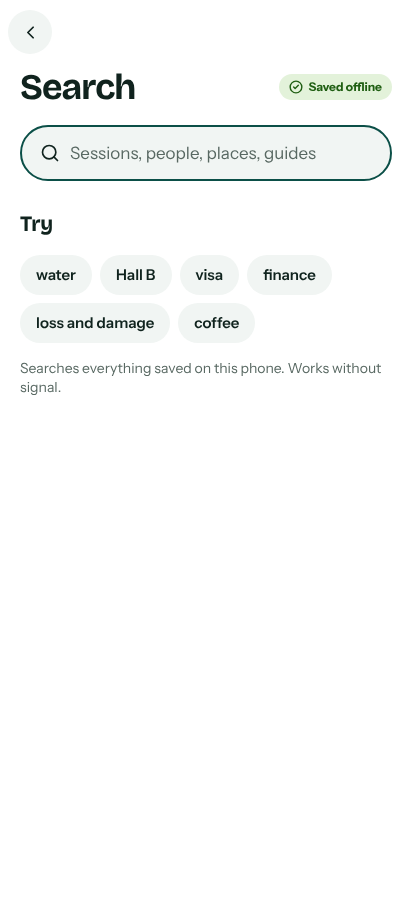 Search
Saved offline
Sessions, people, places, guides
Try
water
Hall B
visa
finance
loss and damage
coffee
Searches everything saved on this phone. Works without
signal.